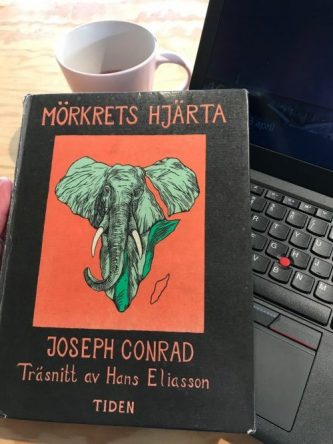 MÖRKRETS HJÄRTA
JOSEPH CONRAD
Träsnitt av Hans Eliasson
TIDEN